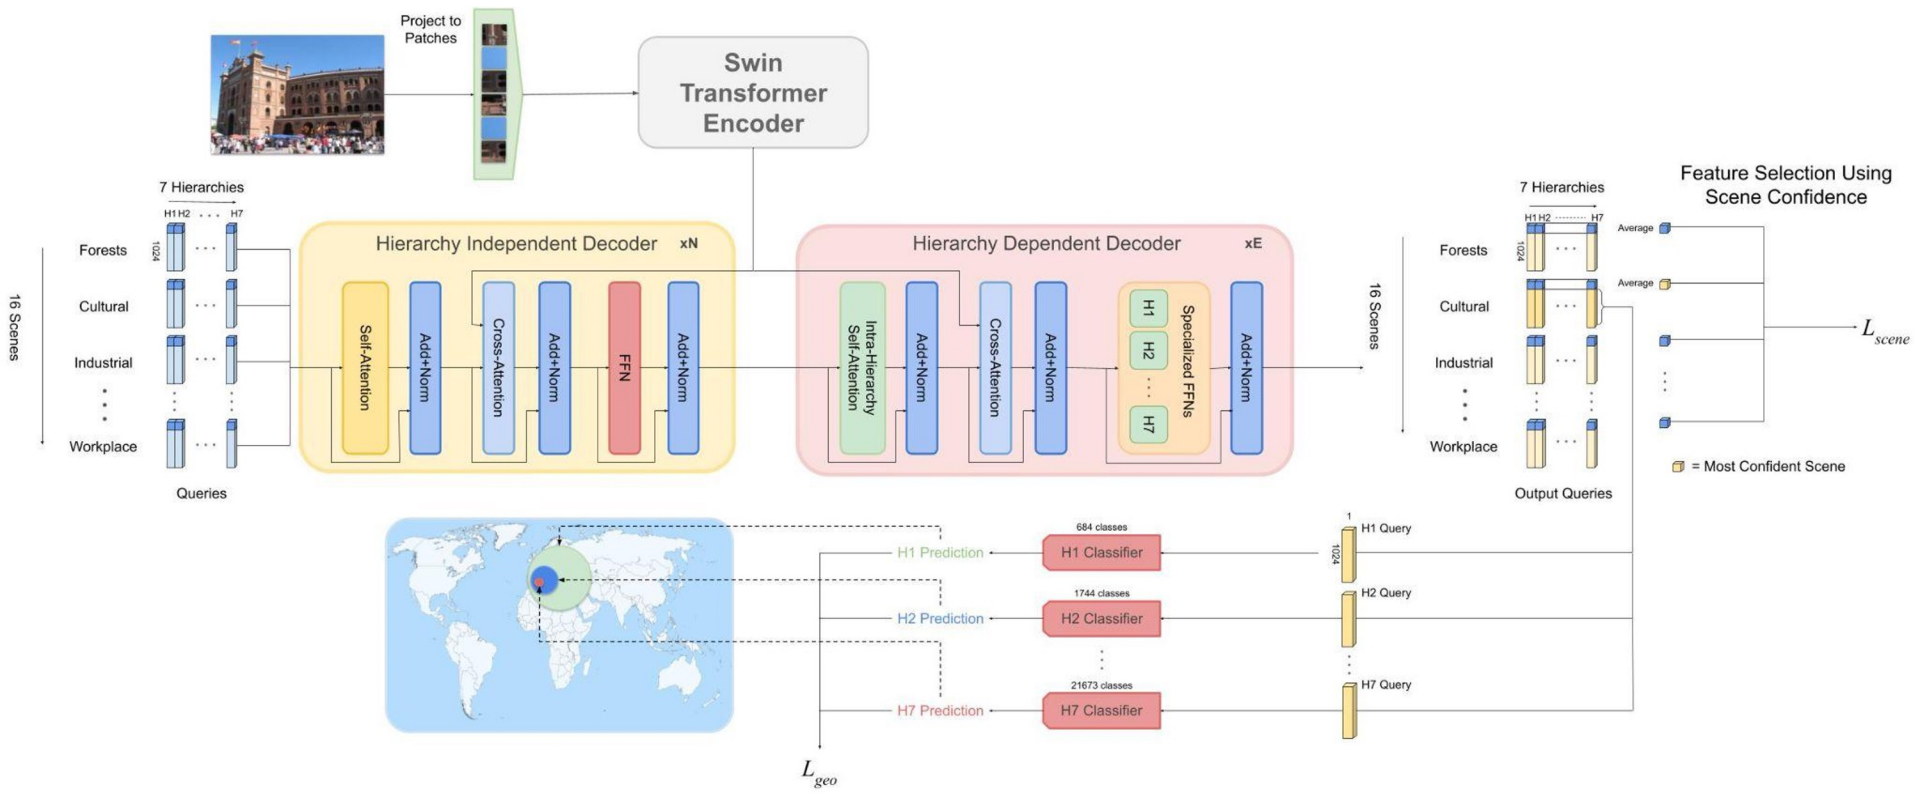 Project to
Patches
Swin
Transformer
Encoder
7 Hierarchies
H1 H2 . . . H7
1024
16 Scenes
Forests
Cultural
Industrial
Workplace
Queries
Hierarchy Independent Decoder xN
Self-Attention
Add+Norm
Cross-Attention
Add+Norm
FFN
Add+Norm
Hierarchy Dependent Decoder xE
Intra-Hierarchy
Self-Attention
Add+Norm
Cross-Attention
Add+Norm
H1
H2
H7
Specialized FFNs
Add+Norm
16 Scenes
7 Hierarchies
H1 H2 H7
1024
Forests
Cultural
Industrial
Workplace
Output Queries
Feature Selection Using
Scene Confidence
Average
Average
L scene
= Most Confident Scene
H1 Prediction
684 classes
H1 Classifier
1
1024
H1 Query
H2 Prediction
1744 classes
H2 Classifier
H2 Query
H7 Prediction
21673 classes
H7 Classifier
H7 Query
L geo